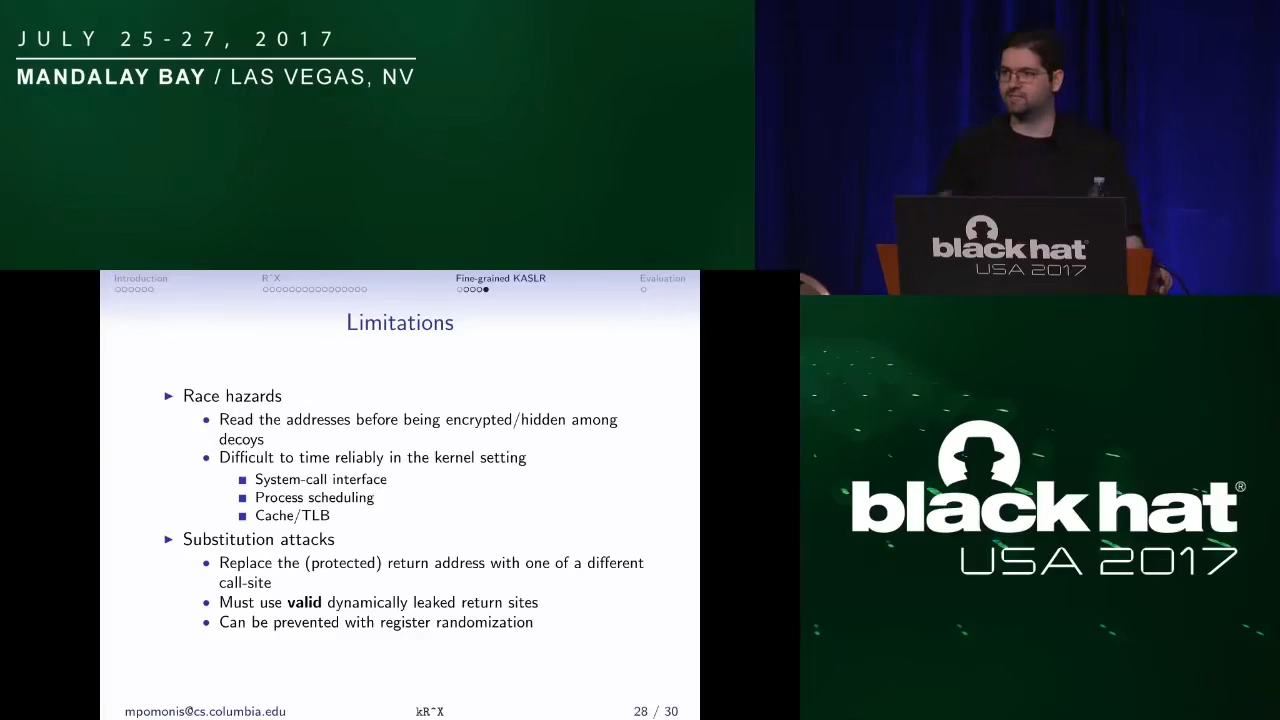 JULY 25-27, 2017
MANDALAY BAY / LAS VEGAS, NV
black hat
USA 2017
Introduction
R^X
Fine-grained KASLR
Evaluation
Limitations
Race hazards
Read the addresses before being encrypted/hidden among
decoys
Difficult to time reliably in the kernel setting
System-call interface
Process scheduling
Cache/TLB
Substitution attacks
Replace the (protected) return address with one of a different
call-site
Must use valid dynamically leaked return sites
Can be prevented with register randomization
mpomonis@cs.columbia.edu
kR^X
28 / 30
black hat®
USA 2017